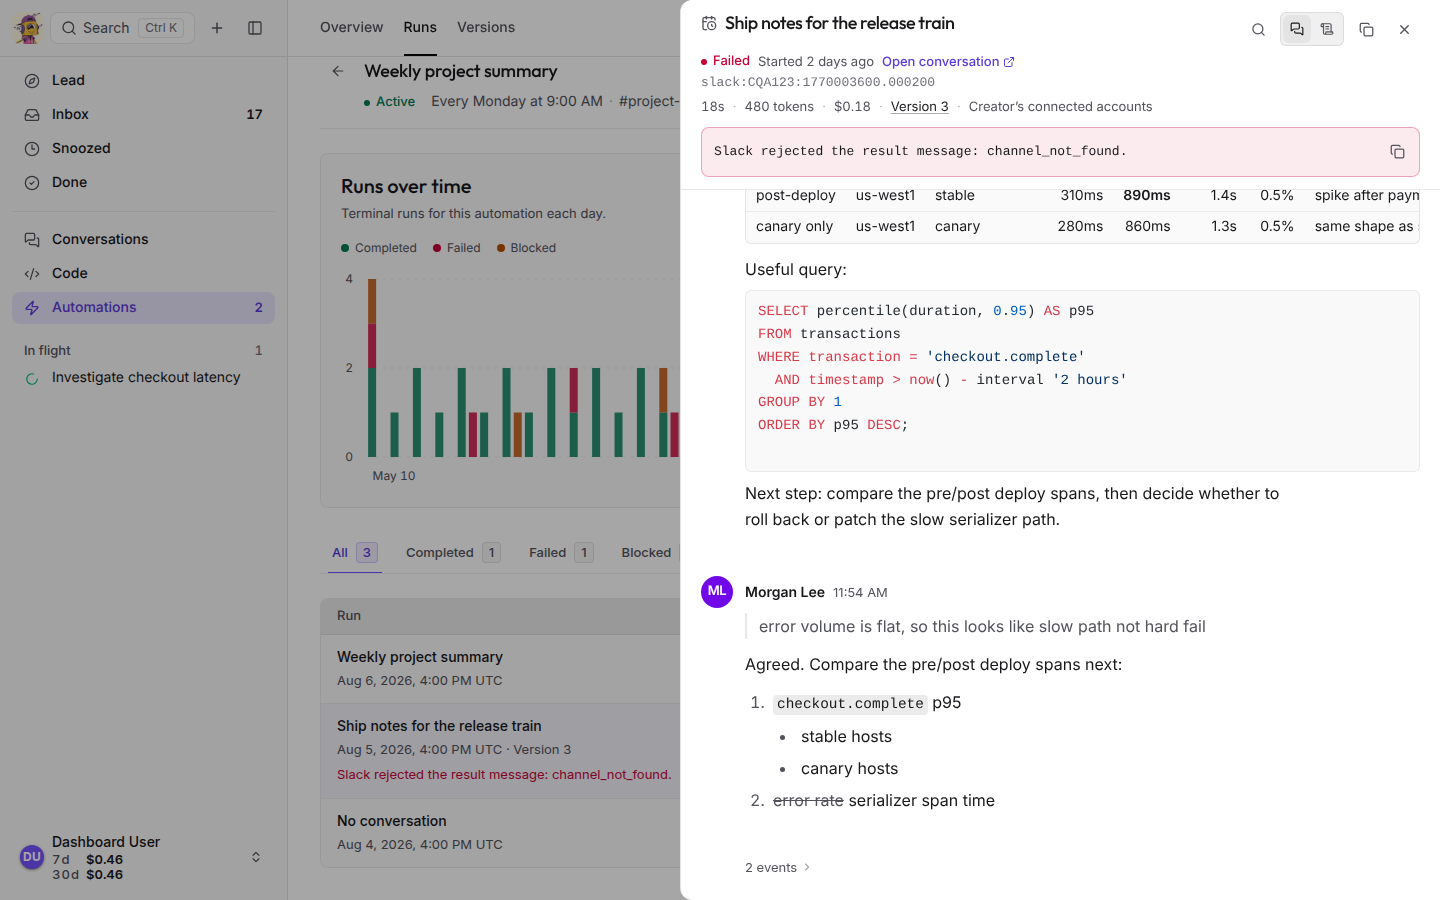 Search Ctrl K
Lead
Inbox 17
Snoozed
Done
Conversations
Code
Automations 2
In flight 1
Investigate checkout latency
DU
Dashboard User
7d $0.46
30d $0.46
Overview Runs Versions
Weekly project summary
Active Every Monday at 9:00 AM · #project-
Runs over time
Terminal runs for this automation each day.
Completed Failed Blocked
4
2
0
May 10
All 3 Completed 1 Failed 1 Blocked
Run
Weekly project summary
Aug 6, 2026, 4:00 PM UTC
Ship notes for the release train
Aug 5, 2026, 4:00 PM UTC · Version 3
Slack rejected the result message: channel_not_found.
No conversation
Aug 4, 2026, 4:00 PM UTC
Ship notes for the release train
Failed Started 2 days ago Open conversation
slack:CQA123:1770003600.000200
18s · 480 tokens · $0.18 · Version 3 · Creator's connected accounts
Slack rejected the result message: channel_not_found.
post-deploy us-west1 stable 310ms 890ms 1.4s 0.5% spike after paym
canary only us-west1 canary 280ms 860ms 1.3s 0.5% same shape as
Useful query:
SELECT percentile(duration, 0.95) AS p95
FROM transactions
WHERE transaction = 'checkout.complete'
AND timestamp > now() - interval '2 hours'
GROUP BY 1
ORDER BY p95 DESC;
Next step: compare the pre/post deploy spans, then decide whether to
roll back or patch the slow serializer path.
ML
Morgan Lee 11:54 AM
error volume is flat, so this looks like slow path not hard fail
Agreed. Compare the pre/post deploy spans next:
1. checkout.complete p95
• stable hosts
• canary hosts
2. error rate serializer span time
2 events